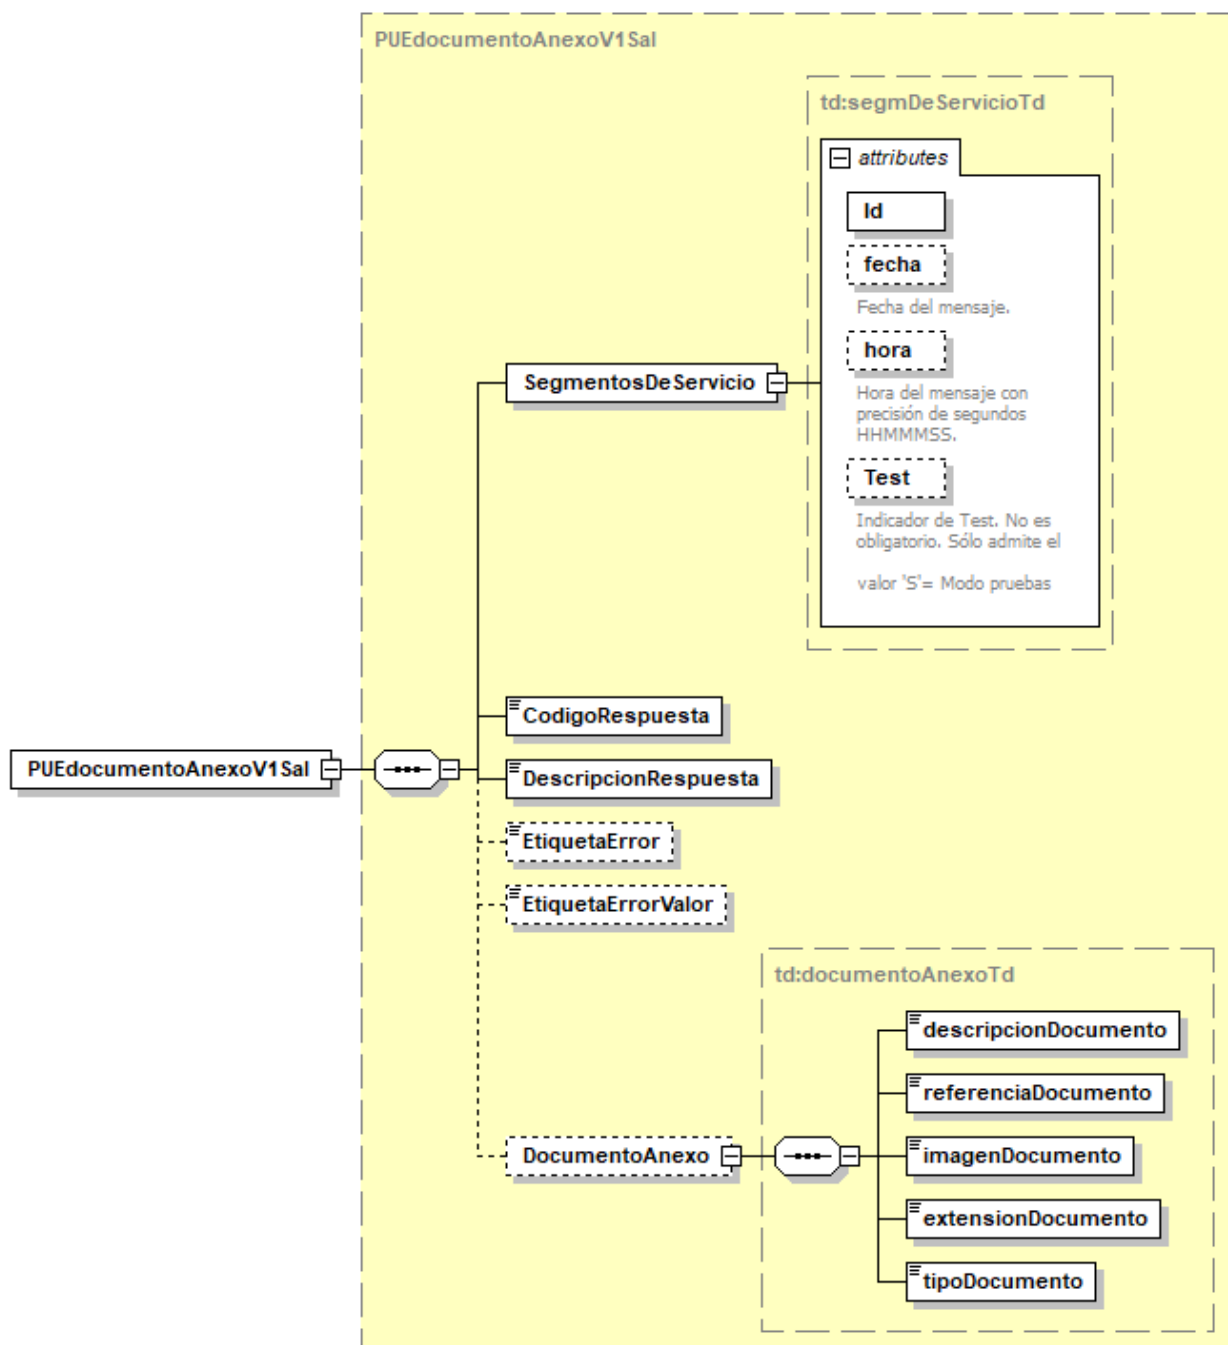 PUEdocumentoAnexoV1Sal
td:segmDeServicioTd
attributes
Id
fecha
Fecha del mensaje.
hora
Hora del mensaje con
precisión de segundos
HHMMMSS.
Test
Indicador de Test. No es
obligatorio. Sólo admite el
valor 'S'= Modo pruebas
SegmentosDeServicio
CodigoRespuesta
PUEdocumentoAnexoV1Sal
DescripcionRespuesta
EtiquetaError
EtiquetaErrorValor
td:documentoAnexoTd
descripcionDocumento
referenciaDocumento
DocumentoAnexo
imagenDocumento
extensionDocumento
tipoDocumento